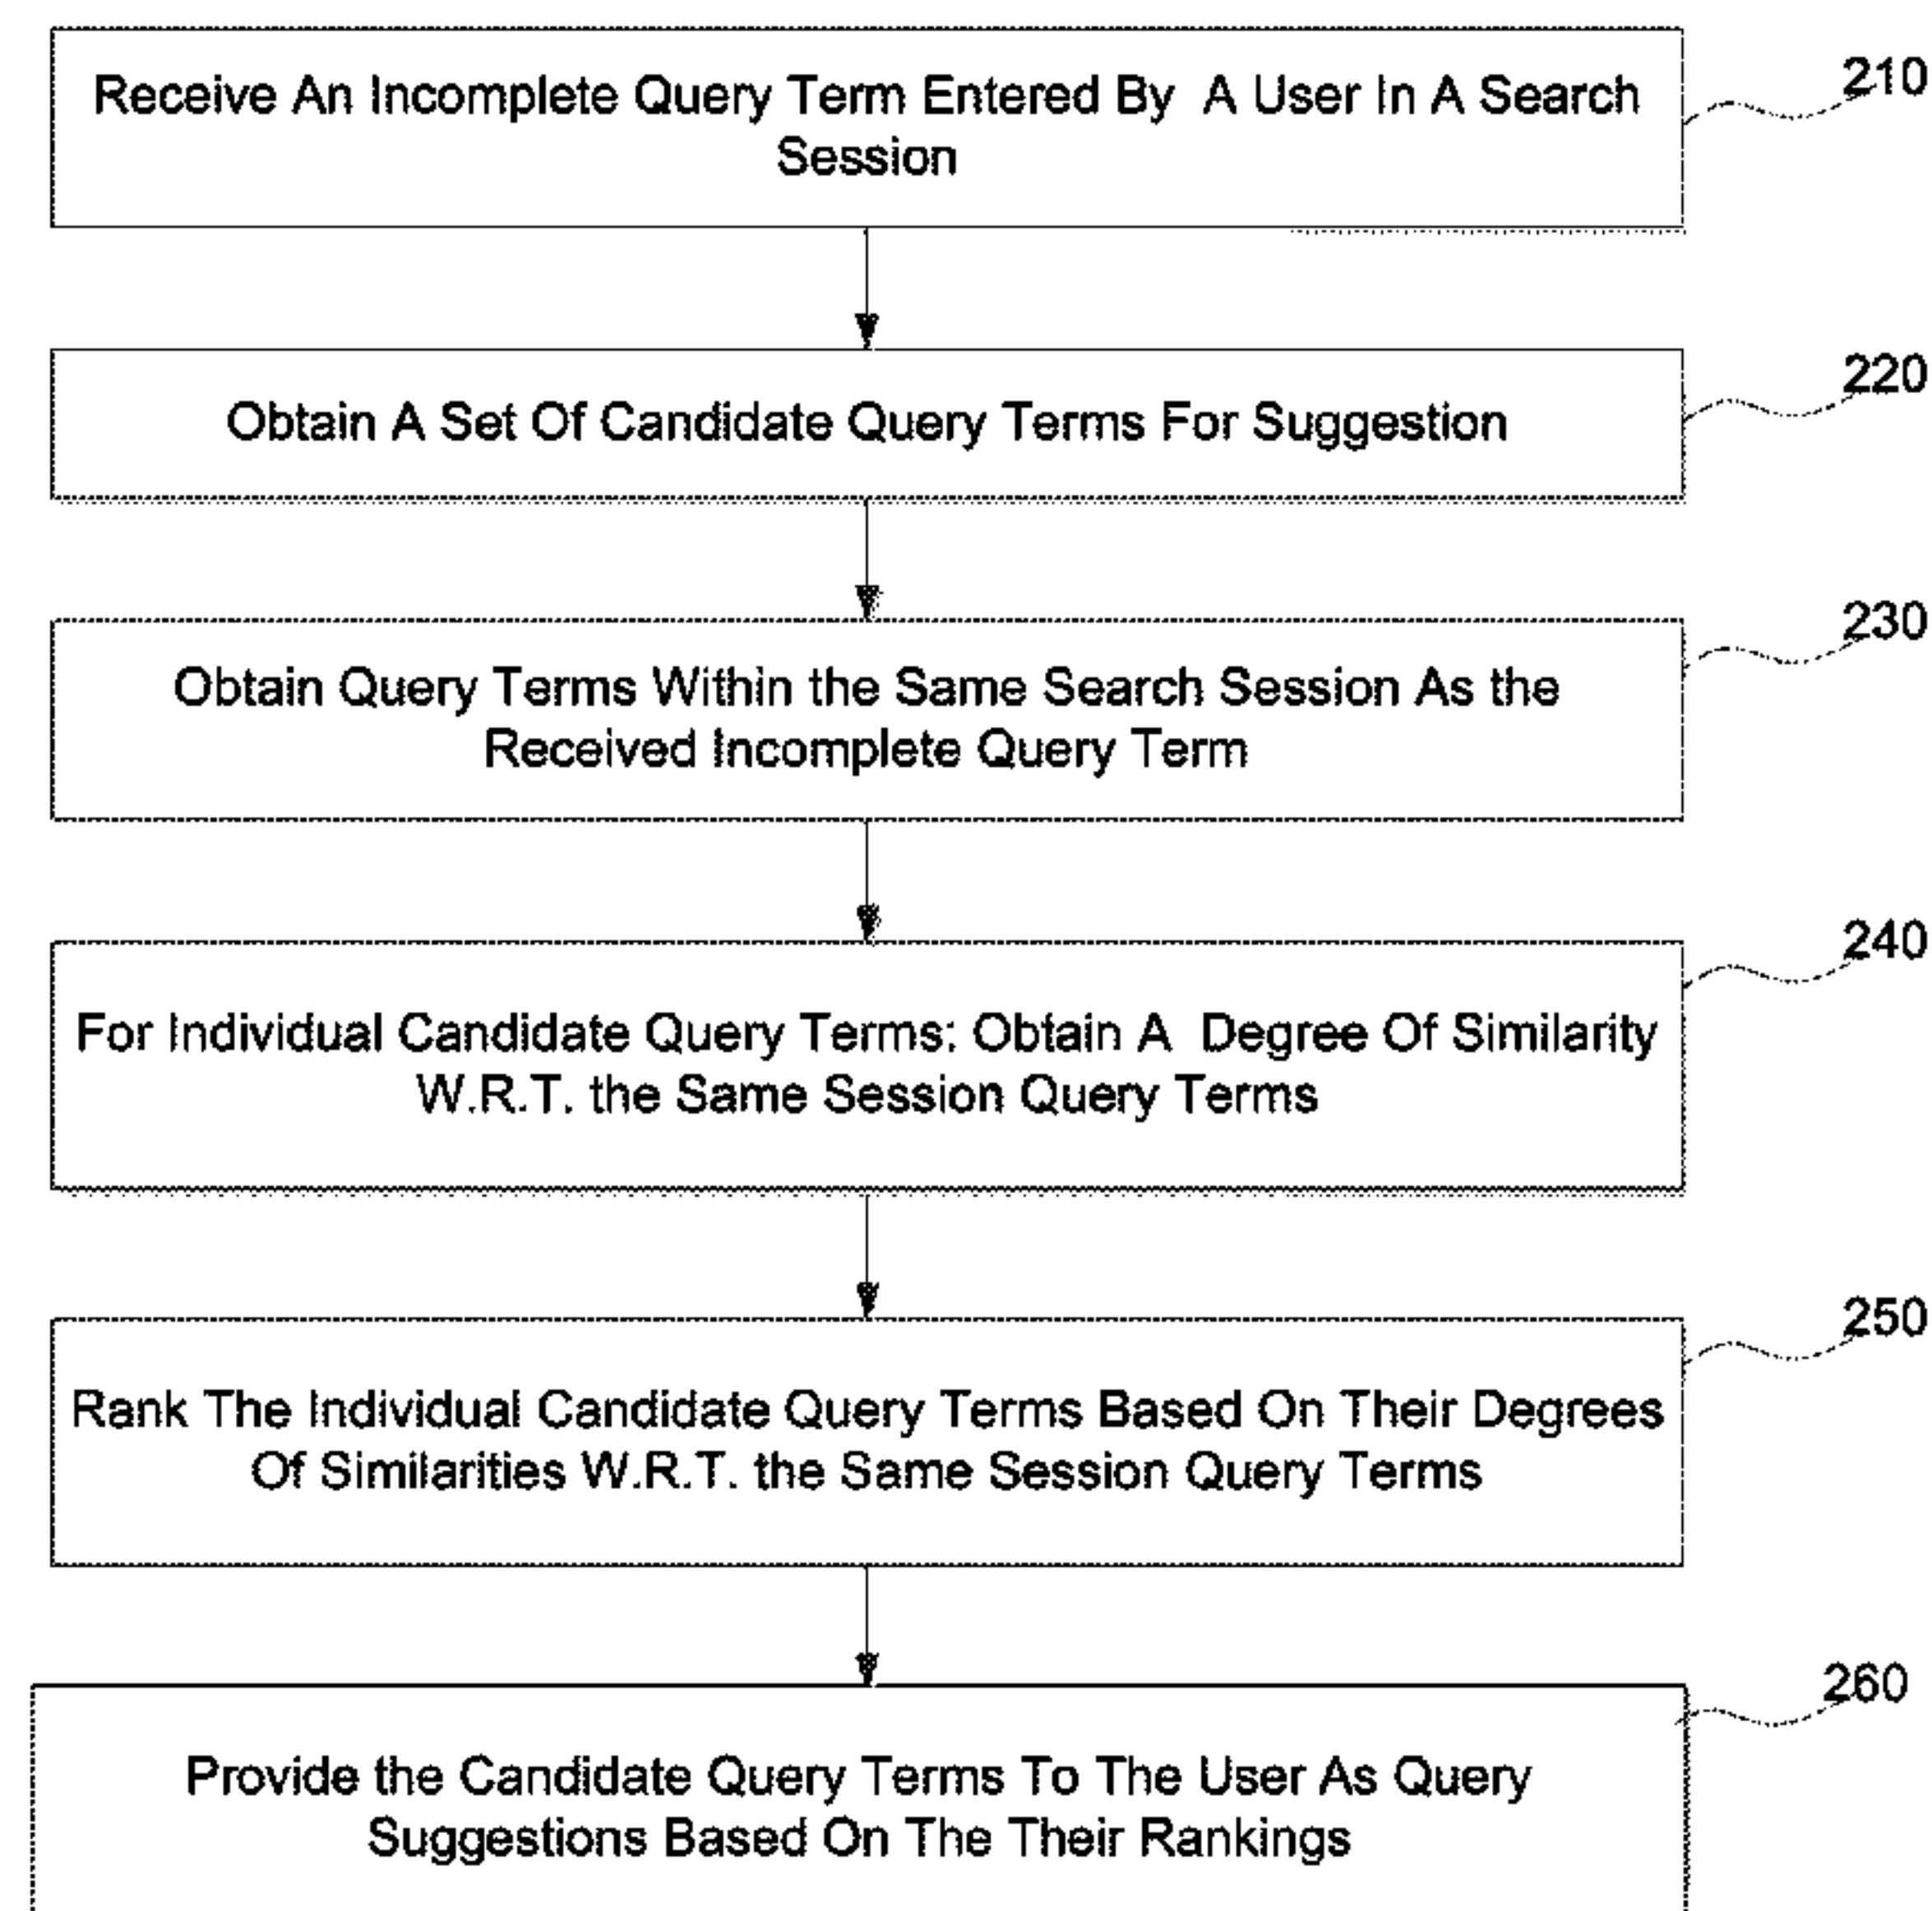 Receive An Incomplete Query Term Entered By A User In A Search
Session
210
Obtain A Set Of Candidate Query Terms For Suggestion
220
Obtain Query Terms Within the Same Search Session As the
Received Incomplete Query Term
230
For Individual Candidate Query Terms: Obtain A Degree Of Similarity
W.R.T. the Same Session Query Terms
240
Rank The Individual Candidate Query Terms Based On Their Degrees
Of Similarities W.R.T. the Same Session Query Terms
250
Provide the Candidate Query Terms To The User As Query
Suggestions Based On The Their Rankings
260